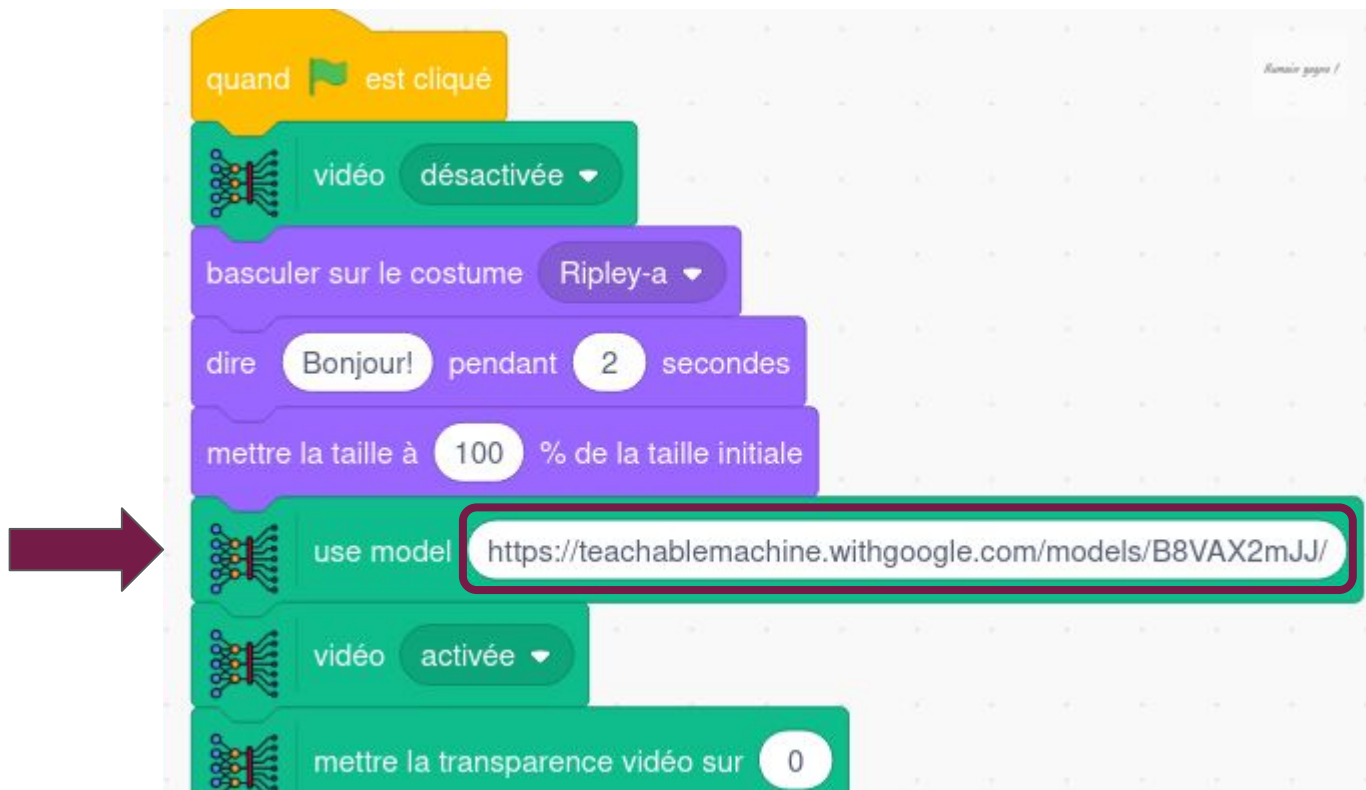 quand est cliqué
Humain gagne !
vidéo désactivée
basculer sur le costume Ripley-a
dire Bonjour! pendant 2 secondes
mettre la taille à 100 % de la taille initiale
use model https://teachablemachine.withgoogle.com/models/B8VAX2mJJ/
vidéo activée
mettre la transparence vidéo sur 0